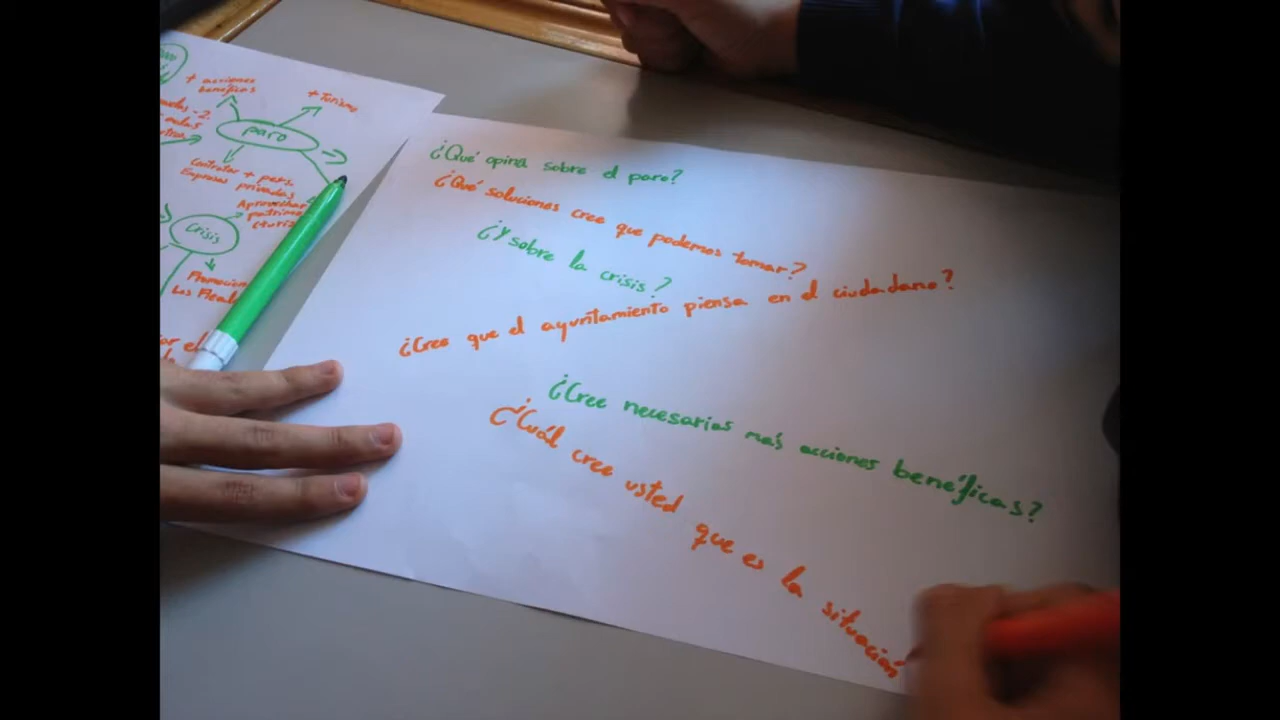 + acciones
benéficas
+ Turismo
paro
Contratar + pers.
Empresas privadas
Aprovechar
Crisis
¿Qué opina sobre el paro?
¿Qué soluciones cree que podemos tomar?
¿Y sobre la crisis?
¿Cree que el ayuntamiento piensa en el ciudadano?
¿Cree necesarias más acciones benéficas?
¿Cuál cree usted que es la situación